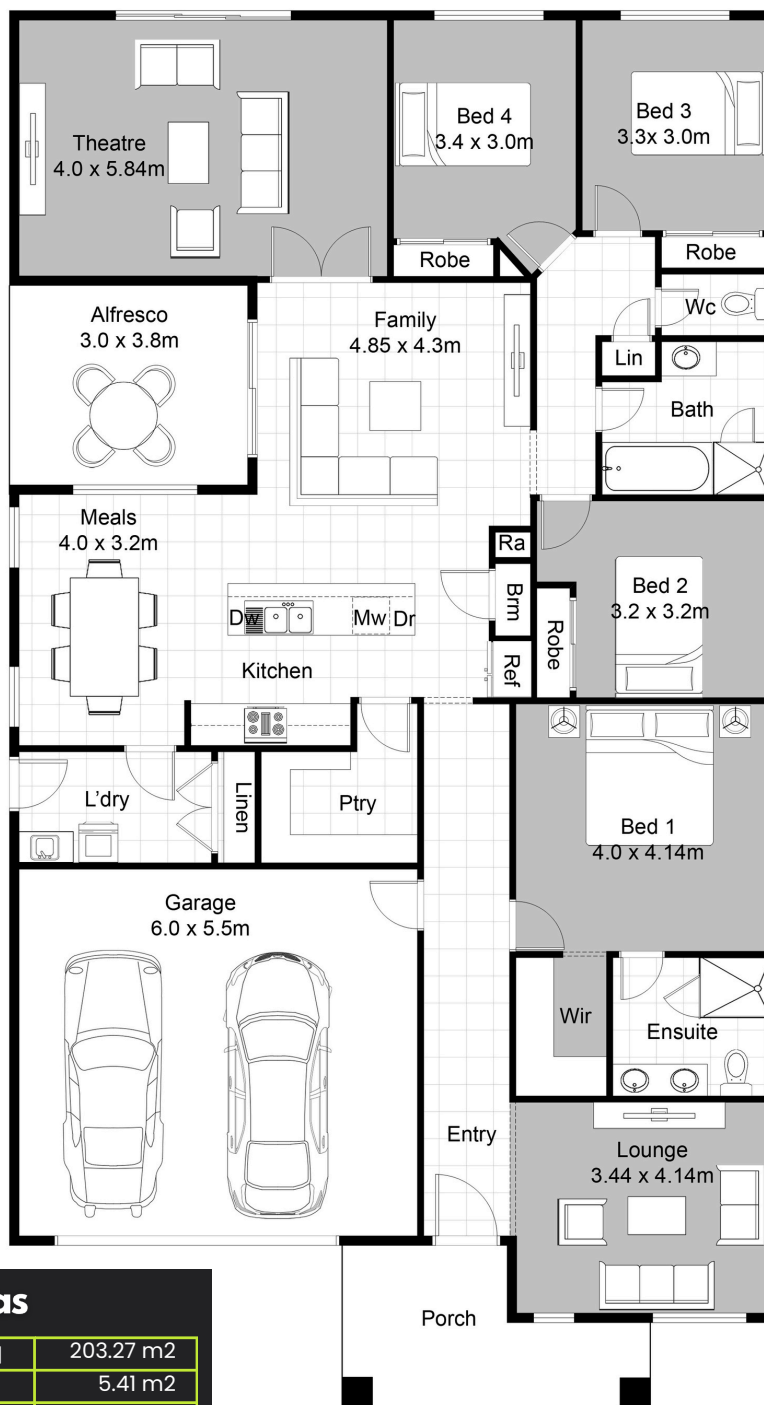 Theatre
4.0 x 5.84m
Bed 4
3.4 x 3.0m
Bed 3
3.3x 3.0m
Robe
Robe
Alfresco
3.0 x 3.8m
Family
4.85 x 4.3m
Wc
Lin
Bath
Meals
4.0 x 3.2m
Ra
Brm
Bed 2
3.2 x 3.2m
Robe
Dw
Mw
Dr
Kitchen
Ref
L'dry
Linen
Ptry
Bed 1
4.0 x 4.14m
Garage
6.0 x 5.5m
Wir
Ensuite
Entry
Lounge
3.44 x 4.14m
Porch
as
203.27 m2
5.41 m2